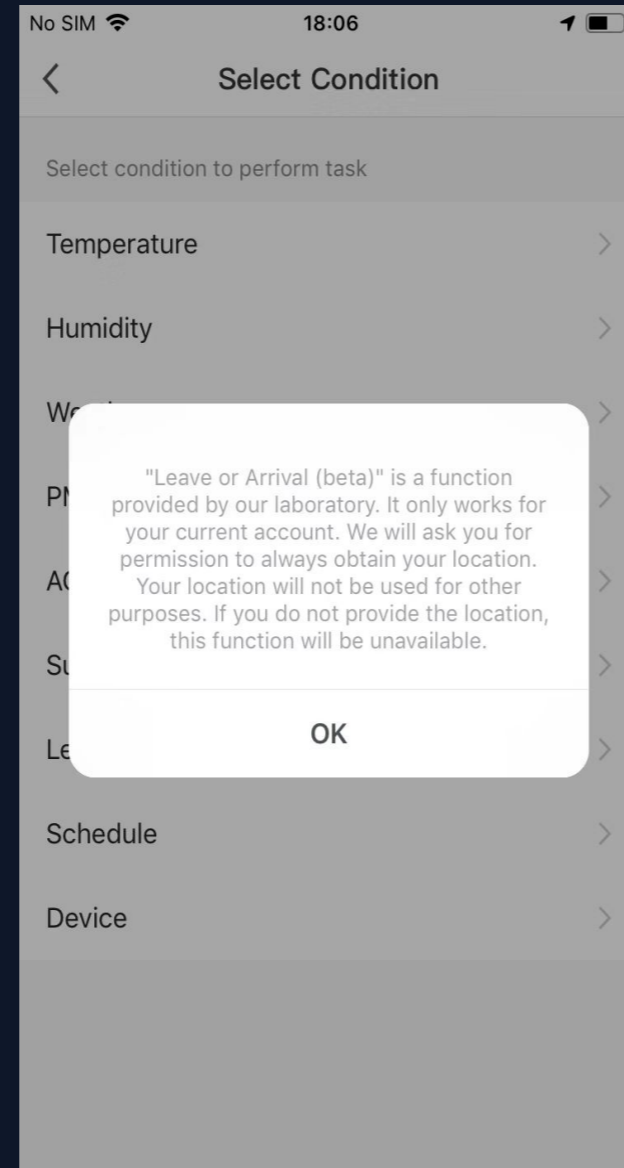 No SIM
18:06
Select Condition
Select condition to perform task
Temperature
Humidity
"Leave or Arrival (beta)" is a function
provided by our laboratory. It only works for
your current account. We will ask you for
permission to always obtain your location.
Your location will not be used for other
purposes. If you do not provide the location,
this function will be unavailable.
OK
Schedule
Device